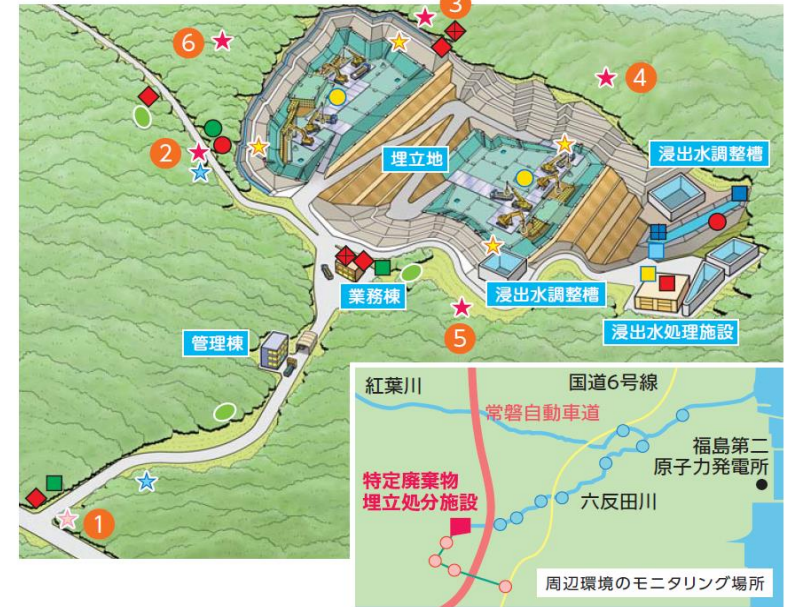 3
6
4
2
埋立地
浸出水調整槽
業務棟
浸出水調整槽
5
浸出水処理施設
管理棟
1
紅葉川
国道6号線
常磐自動車道
福島第二
原子力発電所
特定廃棄物
埋立処分施設
六反田川
周辺環境のモニタリング場所